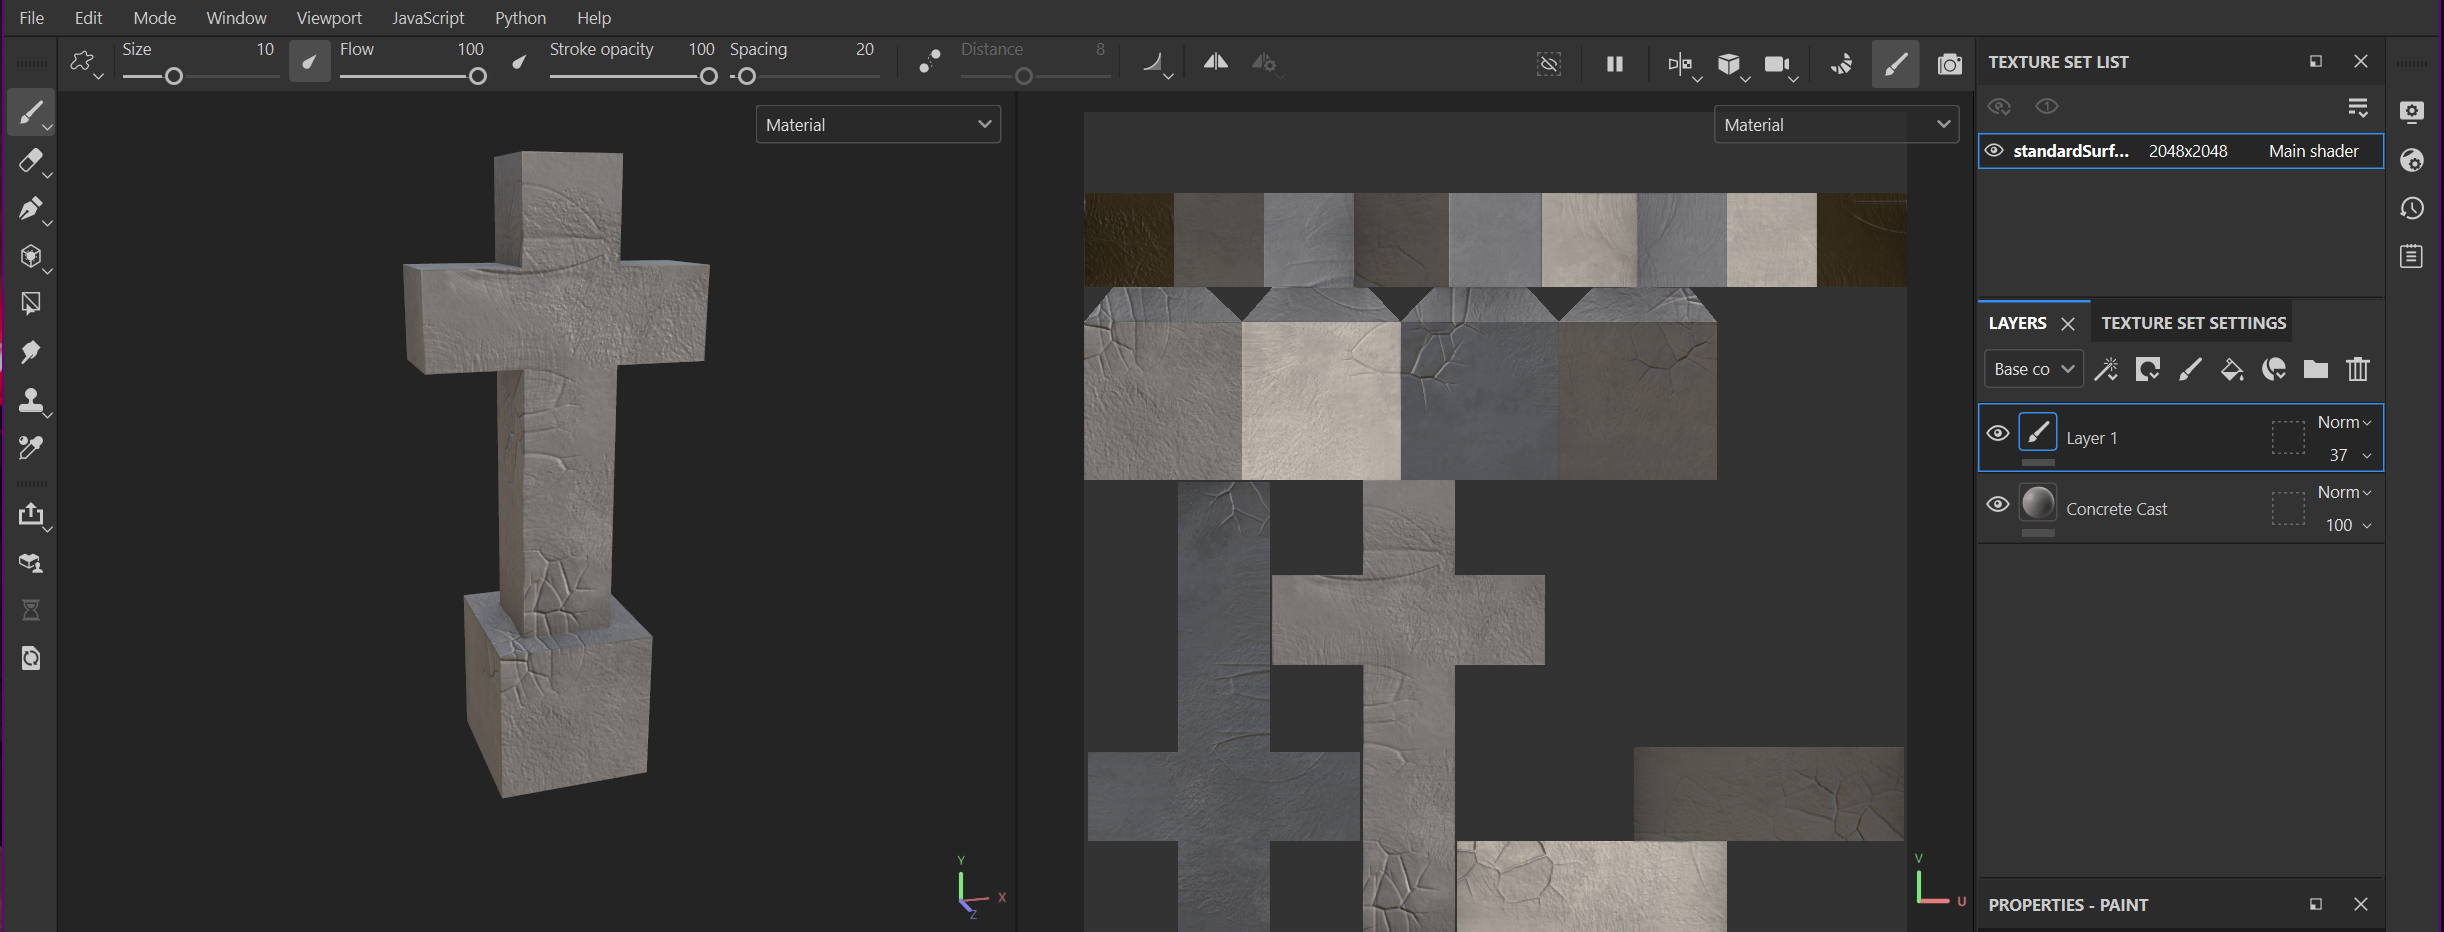 File Edit Mode Window Viewport JavaScript Python Help
Size 10 Flow 100 Stroke opacity 100 Spacing 20 Distance 8
Material
Material
TEXTURE SET LIST
1
standardSurf... 2048x2048 Main shader
LAYERS TEXTURE SET SETTINGS
Base co
Layer 1
Norm
37
Concrete Cast
Norm
100
PROPERTIES - PAINT
Y
X
Z
V
U